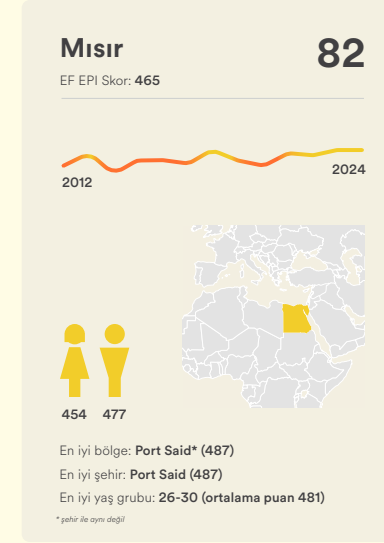 Mısır
82
EF EPI Skor: 465
2012
2024
454 477
En iyi bölge: Port Said* (487)
En iyi şehir: Port Said (487)
En iyi yaş grubu: 26-30 (ortalama puan 481)
* şehir ile aynı değil